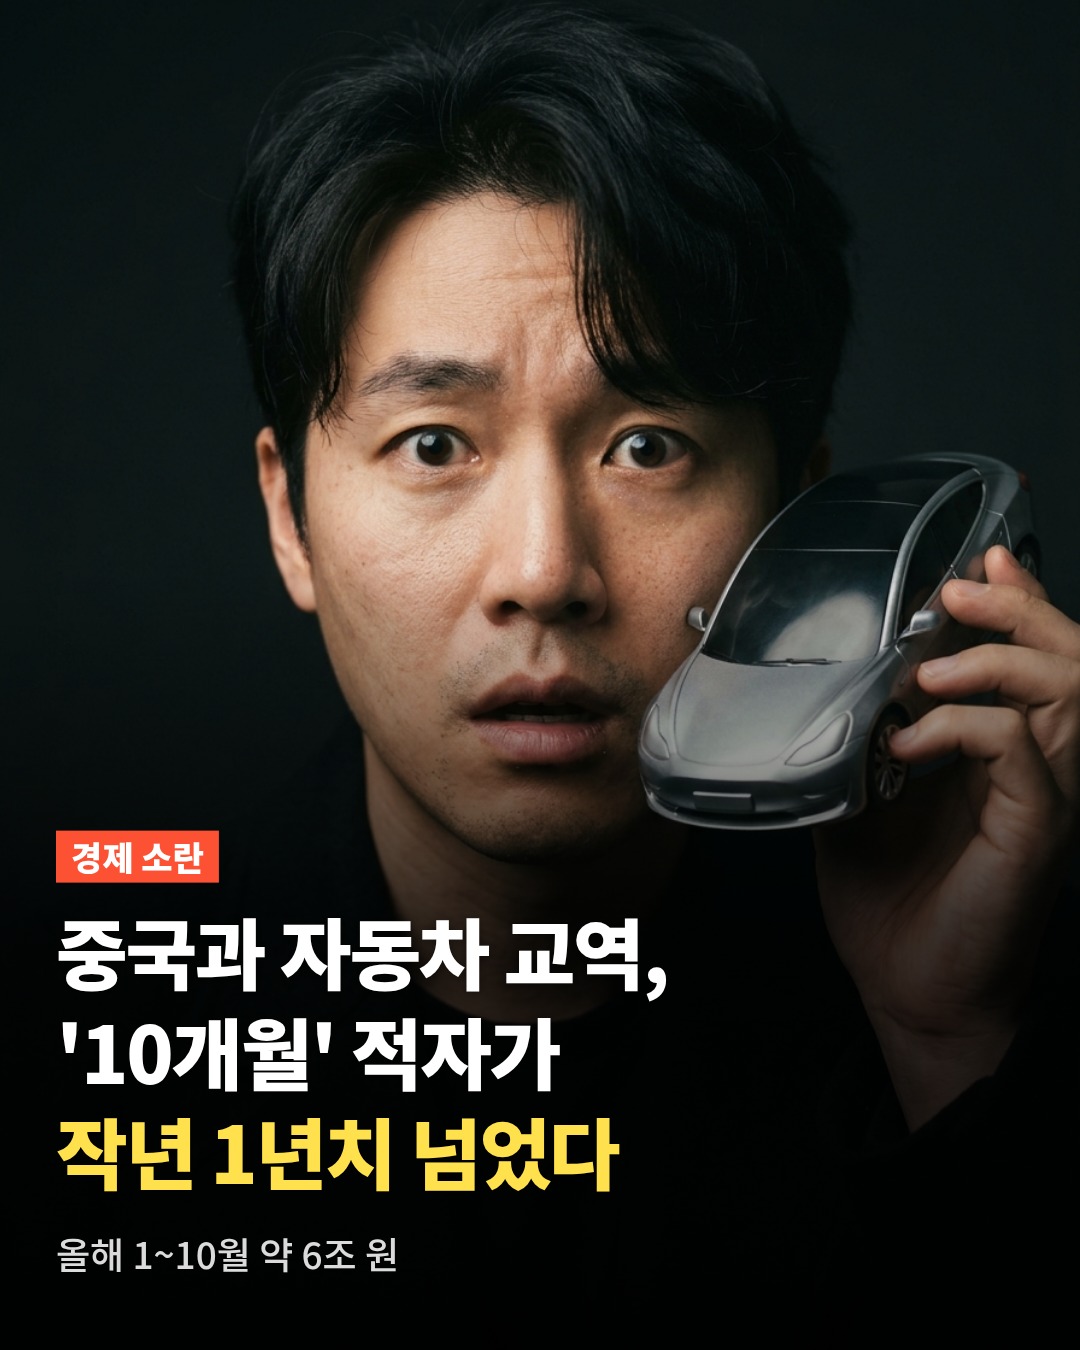 경제 소란
중국과 자동차 교역,
'10개월' 적자가
작년 1년치 넘었다
올해 1~10월 약 6조 원